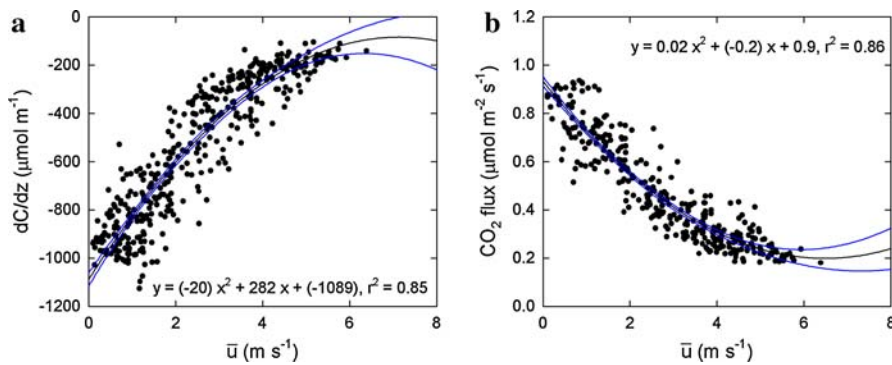 a
0
-200
-400
-600
-800
-1000
-1200
dC/dz (μmol m⁻¹)
y = (-20) x² + 282 x + (-1089), r² = 0.85
0 2 4 6 8
ū (m s⁻¹)
b
1.2
1.0
0.8
0.6
0.4
0.2
0.0
CO₂ flux (μmol m⁻² s⁻¹)
y = 0.02 x² + (-0.2) x + 0.9, r² = 0.86
0 2 4 6 8
ū (m s⁻¹)